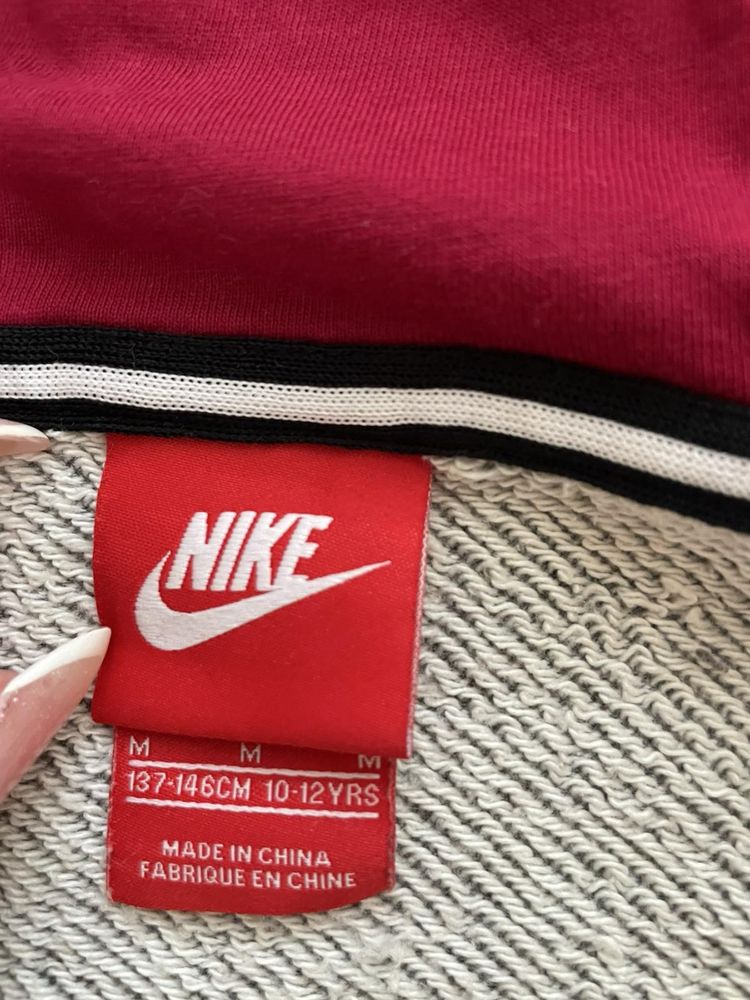 NIKE
M M M
137-146CM 10-12YRS
MADE IN CHINA
FABRIQUE EN CHINE